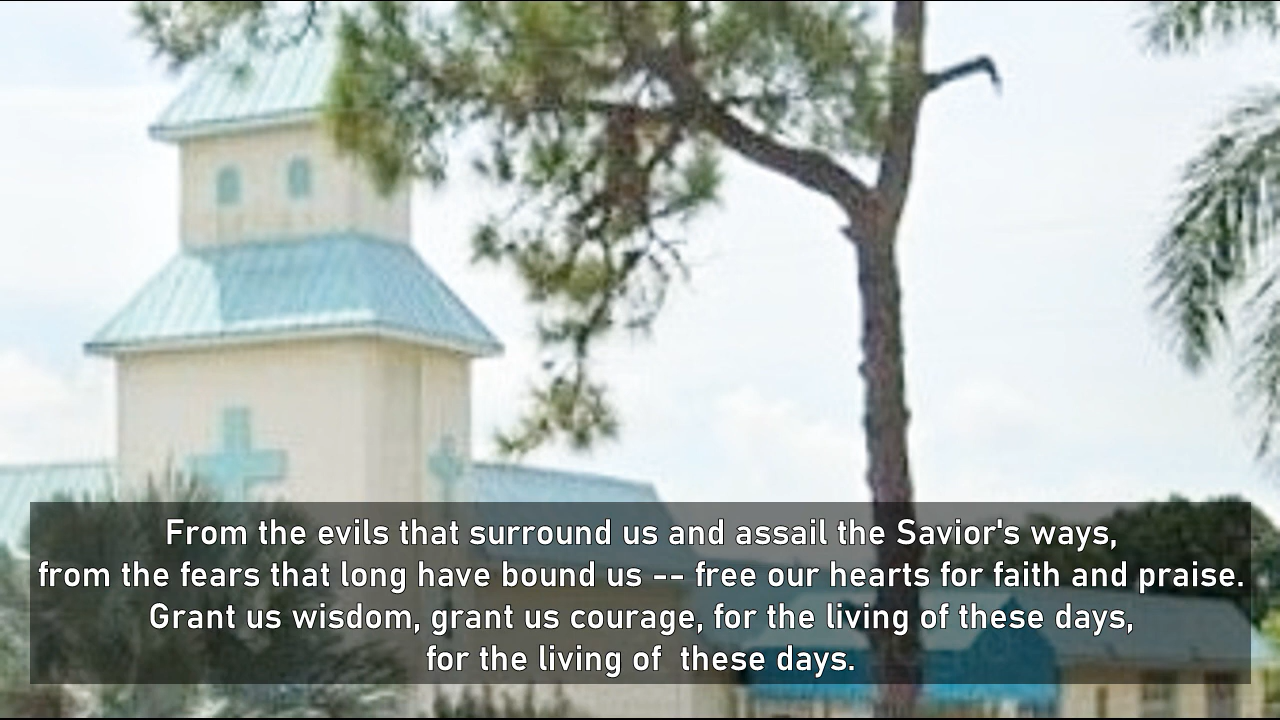 From the evils that surround us and assail the Savior's ways,
from the fears that long have bound us -- free our hearts for faith and praise.
Grant us wisdom, grant us courage, for the living of these days,
for the living of  these days.